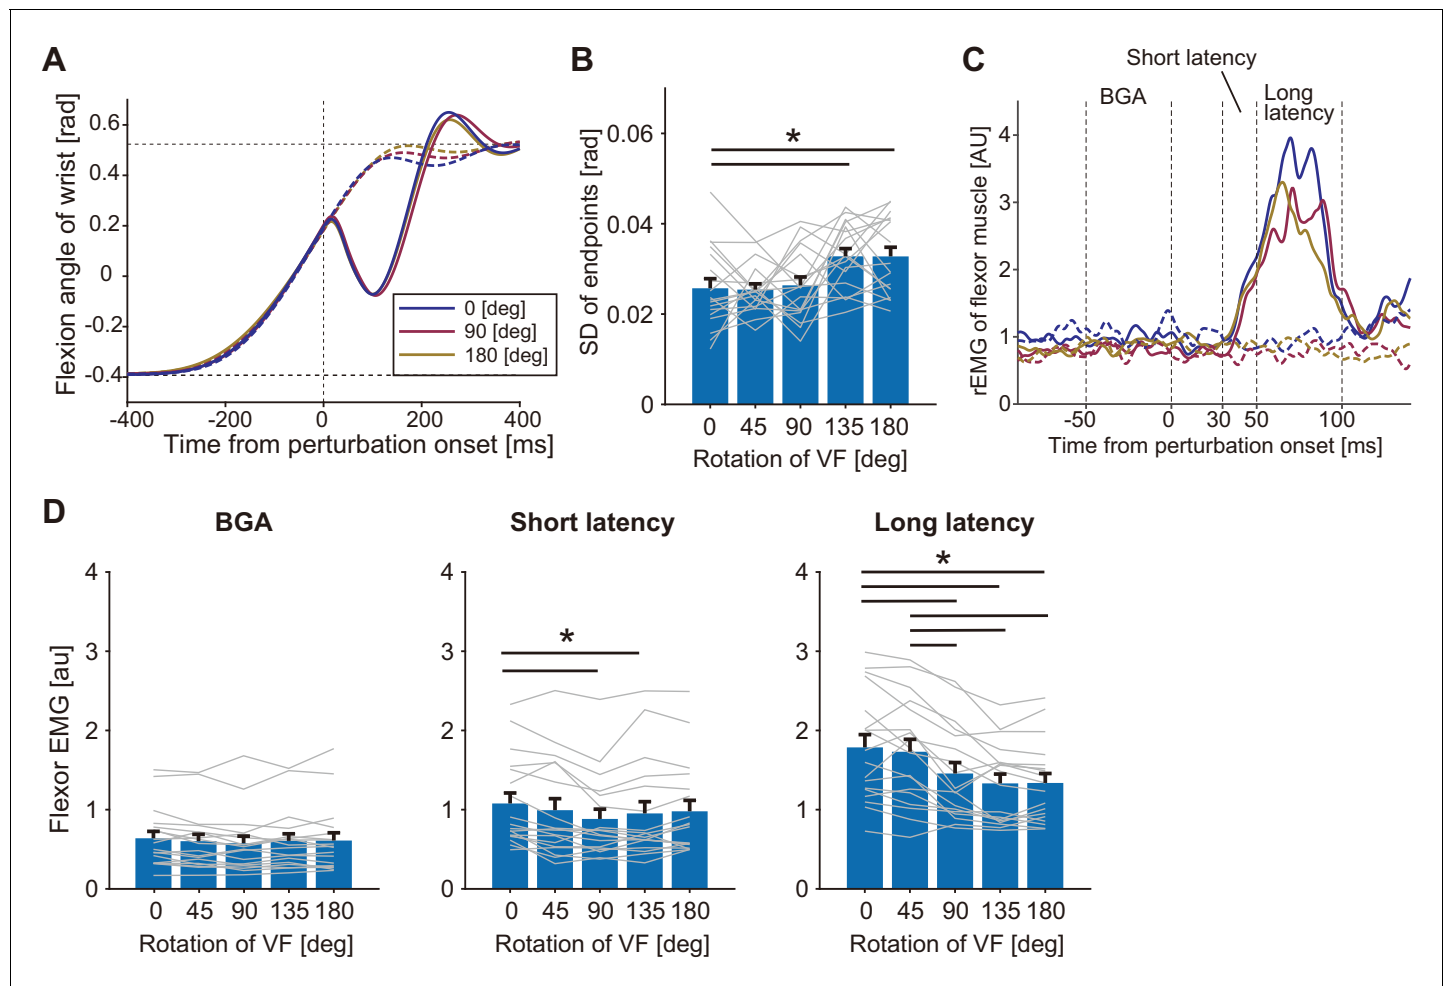 A
Flexion angle of wrist [rad]
0.6
0.4
0.2
0
-0.2
-0.4
-400
-200
0
200
400
Time from perturbation onset [ms]
0 [deg]
90 [deg]
180 [deg]
B
SD of endpoints [rad]
0.06
0.04
0.02
0
*
0 45 90 135 180
Rotation of VF [deg]
C
Short latency
BGA
Long
latency
rEMG of flexor muscle [AU]
4
3
2
1
0
-50 0 30 50 100
Time from perturbation onset [ms]
D
BGA
Flexor EMG [au]
4
3
2
1
0
0 45 90 135 180
Rotation of VF [deg]
Short latency
4
3
2
1
0
*
0 45 90 135 180
Rotation of VF [deg]
Long latency
4
3
2
1
0
*
0 45 90 135 180
Rotation of VF [deg]